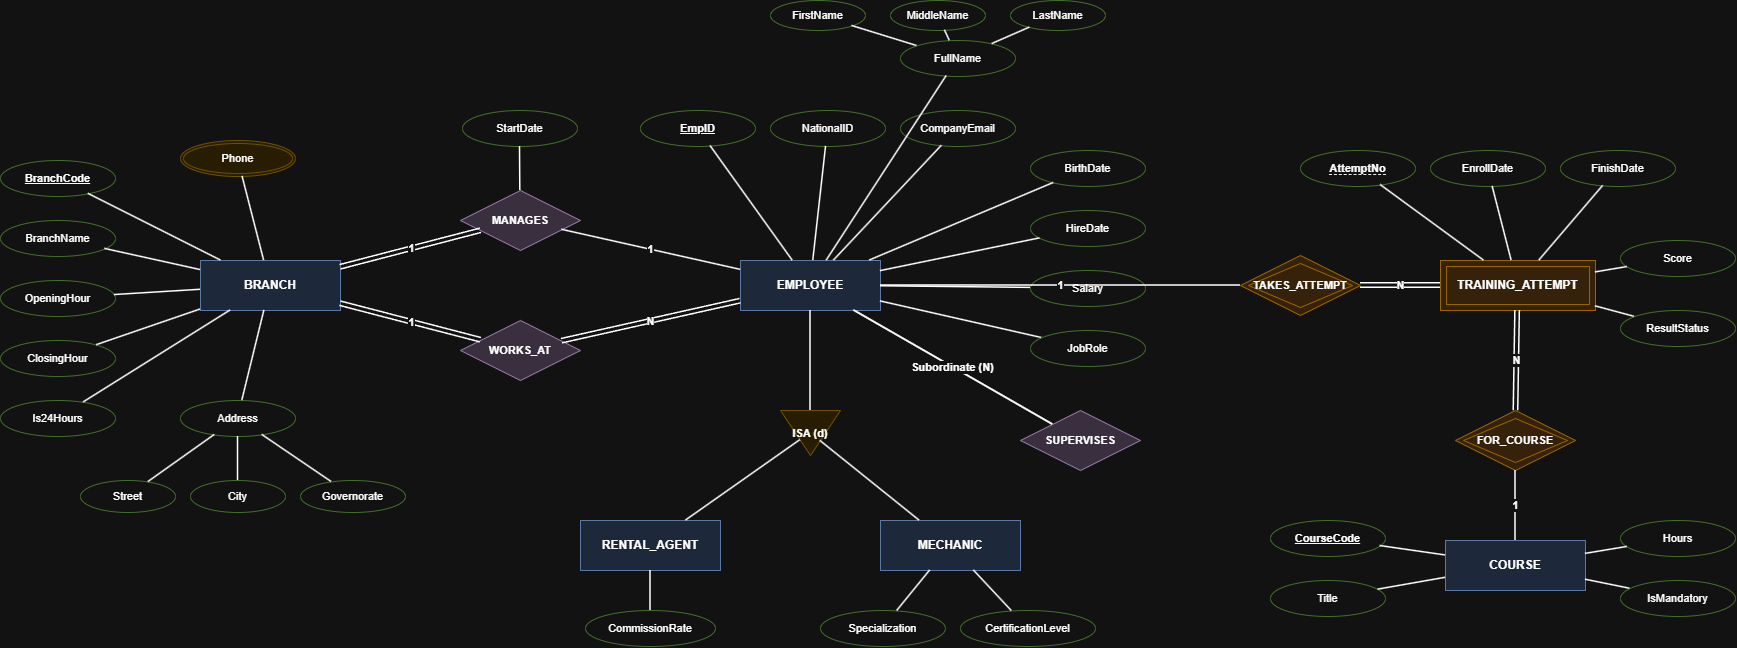 FirstName
MiddleName
LastName
FullName
StartDate
EmpID
NationalID
CompanyEmail
Phone
BranchCode
BirthDate
AttemptNo
EnrollDate
FinishDate
MANAGES
HireDate
BranchName
1
1
Score
BRANCH
EMPLOYEE
1
Salary
TAKES_ATTEMPT
N
TRAINING_ATTEMPT
OpeningHour
1
N
ResultStatus
WORKS_AT
JobRole
ClosingHour
N
Subordinate (N)
Is24Hours
Address
ISA (d)
SUPERVISES
FOR_COURSE
Street
City
Governorate
1
RENTAL_AGENT
MECHANIC
CourseCode
Hours
COURSE
Title
IsMandatory
CommissionRate
Specialization
CertificationLevel